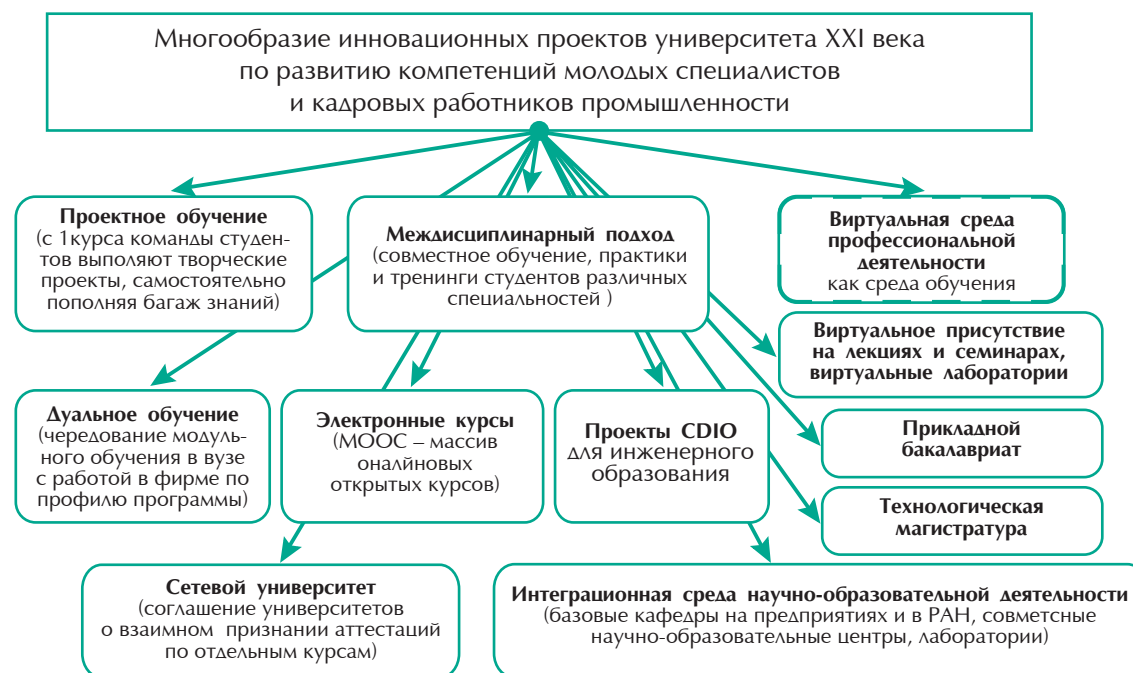 Многообразие инновационных проектов университета XXI века
по развитию компетенций молодых специалистов
и кадровых работников промышленности
Проектное обучение
(с 1курса команды студен-
тов выполяют творческие
проекты, самостоятельно
пополняя багаж знаний)
Междисциплинарный подход
(совместное обучение, практики
и тренинги студентов различных
специальностей )
Виртуальная среда
профессиональной
деятельности
как среда обучения
Виртуальное присутствие
на лекциях и семинарах,
виртуальные лаборатории
Дуальное обучение
(чередование модуль-
ного обучения в вузе
с работой в фирме по
профилю программы)
Электронные курсы
(МООС – массив
оналйновых
открытых курсов)
Проекты CDIO
для инженерного
образования
Прикладной
бакалавриат
Технологическая
магистратура
Сетевой университет
(соглашение университетов
о взаимном признании аттестаций
по отдельным курсам)
Интеграционная среда научно-образовательной деятельности
(базовые кафедры на предприятиях и в РАН, совметсные
научно-образовательные центры, лаборатории)